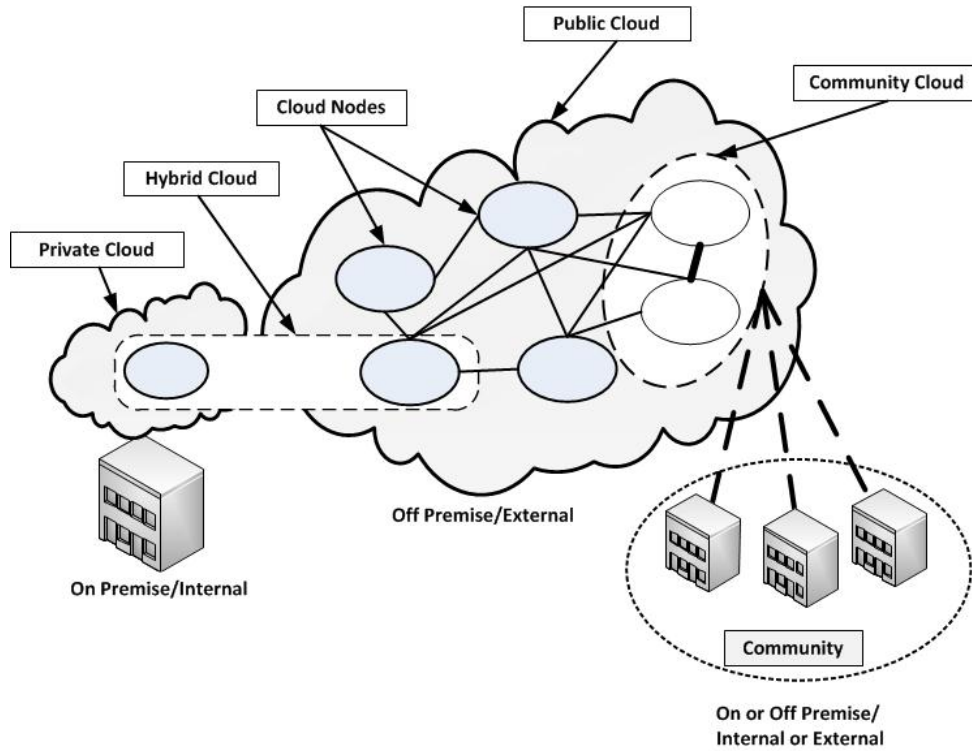 Public Cloud
Community Cloud
Cloud Nodes
Hybrid Cloud
Private Cloud
Off Premise/External
On Premise/Internal
Community
On or Off Premise/
Internal or External